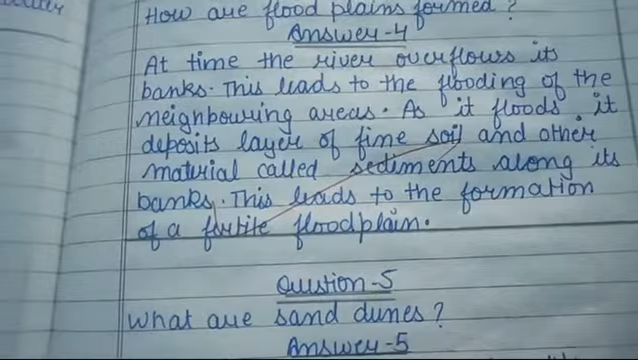 How are flood plains formed?
Answer-4
At time the river overflows its
banks. This leads to the flooding of the
neighbouring areas. As it floods, it
deposits layer of fine soil and other
material called sediments along its
banks. This leads to the formation
of a fertile floodplain.
Question-5
What are sand dunes?
Answer-5